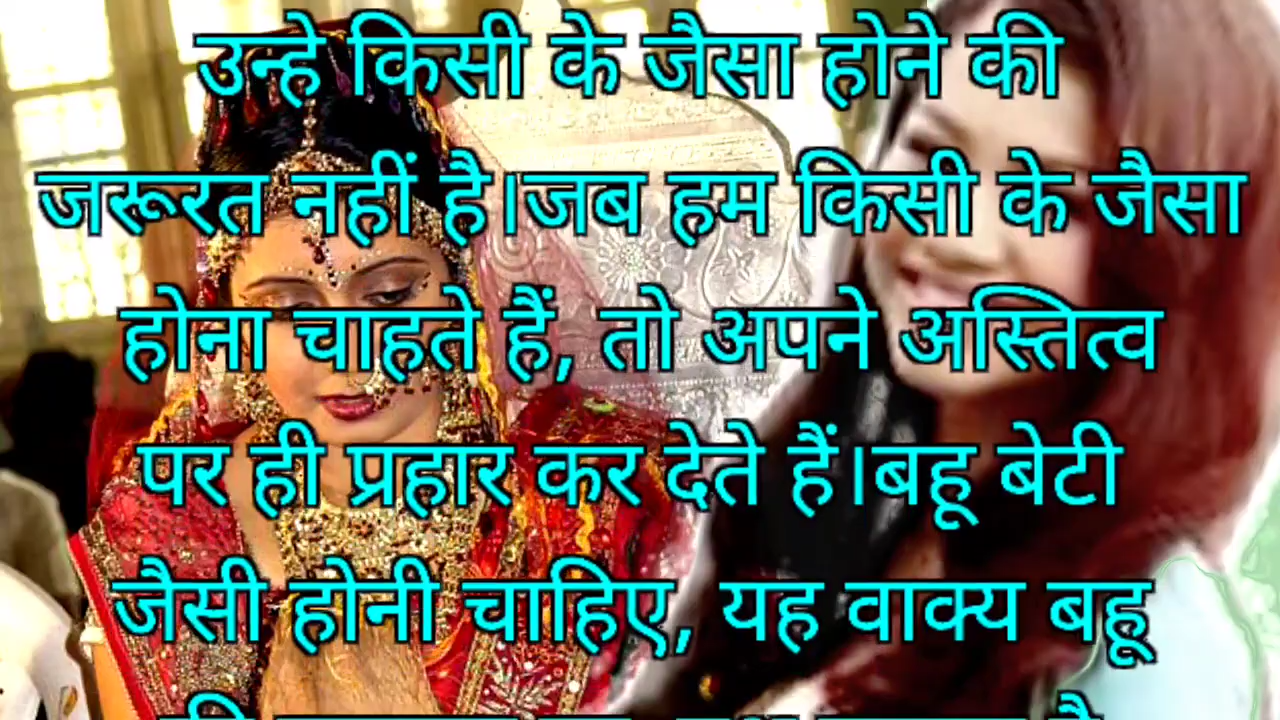 उन्हे किसी के जैसा होने की
जरूरत नहीं है।जब हम किसी के जैसा
होना चाहते हैं, तो अपने अस्तित्व
पर ही प्रहार कर देते हैं।बहू बेटी
जैसी होनी चाहिए, यह वाक्य बहू